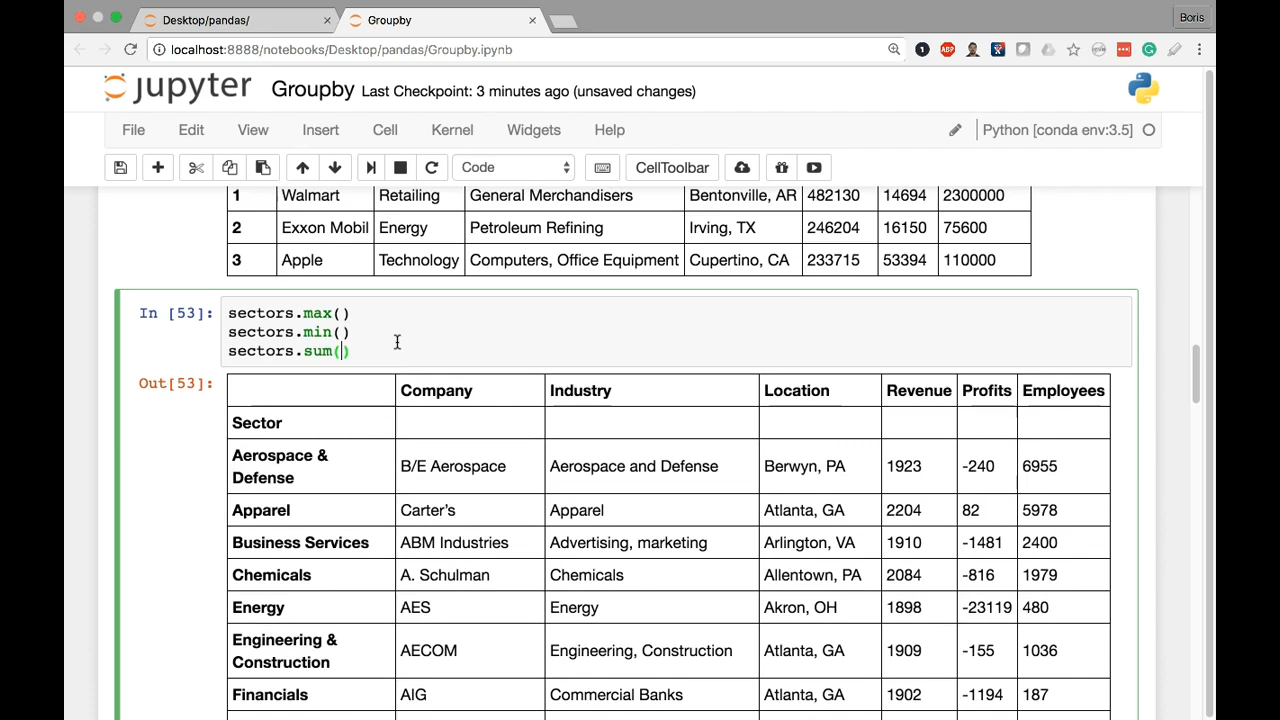 Desktop/pandas/
Groupby
Boris
localhost:8888/notebooks/Desktop/pandas/Groupby.ipynb
1 ABP
jupyter Groupby Last Checkpoint: 3 minutes ago (unsaved changes)
File Edit View Insert Cell Kernel Widgets Help
Python [conda env:3.5]
Code CellToolbar
1 Walmart Retailing General Merchandisers Bentonville, AR 482130 14694 2300000
2 Exxon Mobil Energy Petroleum Refining Irving, TX 246204 16150 75600
3 Apple Technology Computers, Office Equipment Cupertino, CA 233715 53394 110000
In [53]: sectors.max()
sectors.min()
sectors.sum()
Out[53]:
Company Industry Location Revenue Profits Employees
Sector
Aerospace & Defense B/E Aerospace Aerospace and Defense Berwyn, PA 1923 -240 6955
Apparel Carter's Apparel Atlanta, GA 2204 82 5978
Business Services ABM Industries Advertising, marketing Arlington, VA 1910 -1481 2400
Chemicals A. Schulman Chemicals Allentown, PA 2084 -816 1979
Energy AES Energy Akron, OH 1898 -23119 480
Engineering & Construction AECOM Engineering, Construction Atlanta, GA 1909 -155 1036
Financials AIG Commercial Banks Atlanta, GA 1902 -1194 187